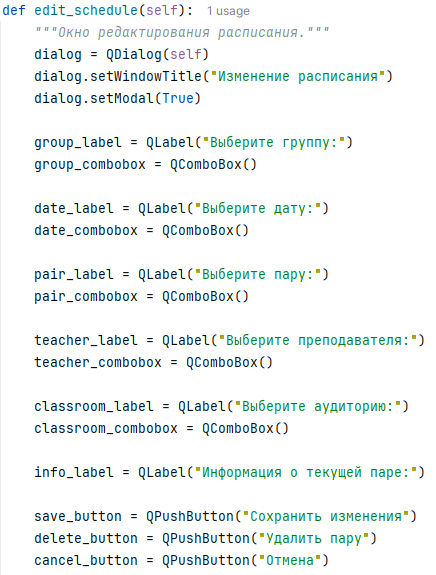 def edit_schedule(self): 1 usage
"""Окно редактирования расписания."""
dialog = QDialog(self)
dialog.setWindowTitle("Изменение расписания")
dialog.setModal(True)
group_label = QLabel("Выберите группу:")
group_combobox = QComboBox()
date_label = QLabel("Выберите дату:")
date_combobox = QComboBox()
pair_label = QLabel("Выберите пару:")
pair_combobox = QComboBox()
teacher_label = QLabel("Выберите преподавателя:")
teacher_combobox = QComboBox()
classroom_label = QLabel("Выберите аудиторию:")
classroom_combobox = QComboBox()
info_label = QLabel("Информация о текущей паре:")
save_button = QPushButton("Сохранить изменения")
delete_button = QPushButton("Удалить пару")
cancel_button = QPushButton("Отмена")